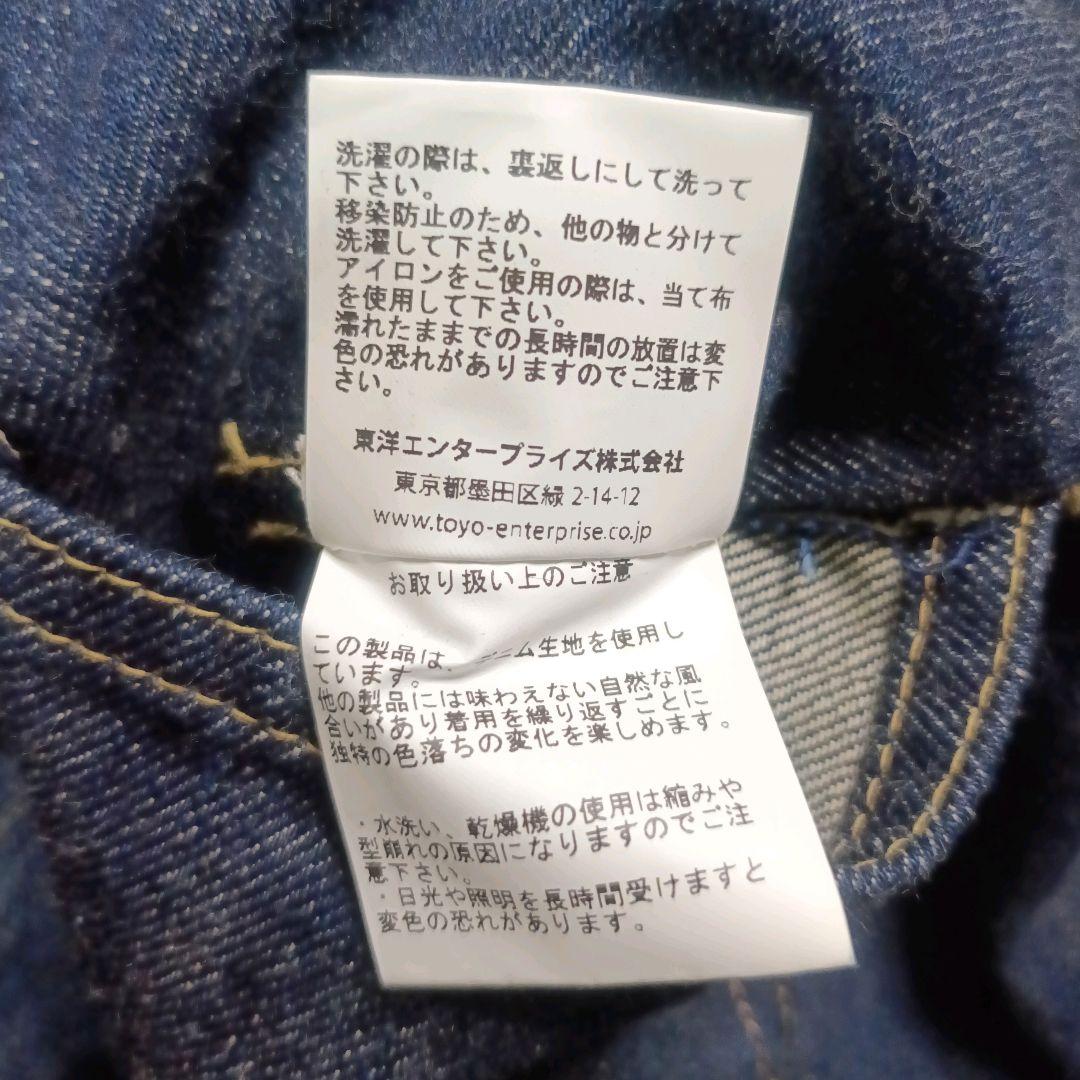 洗濯の際は、裏返しにして洗って
下さい。
移染防止のため、他の物と分けて
洗濯して下さい。
アイロンをご使用の際は、当て布
を使用して下さい。
濡れたままでの長時間の放置は変
色の恐れがありますのでご注意下
さい。
東洋エンタープライズ株式会社
東京都墨田区緑 2-14-12
www.toyo-enterprise.co.jp
お取り扱い上のご注意
この製品は、ム生地を使用し
ています。
他の製品には味わえない自然な風
合いがあり着用を繰り返すごとに
独特の色落ちの変化を楽しめます。
・水洗い、乾燥機の使用は縮みや
型崩れの原因になりますのでご注
意下さい。
・日光や照明を長時間受けますと
変色の恐れがあります。